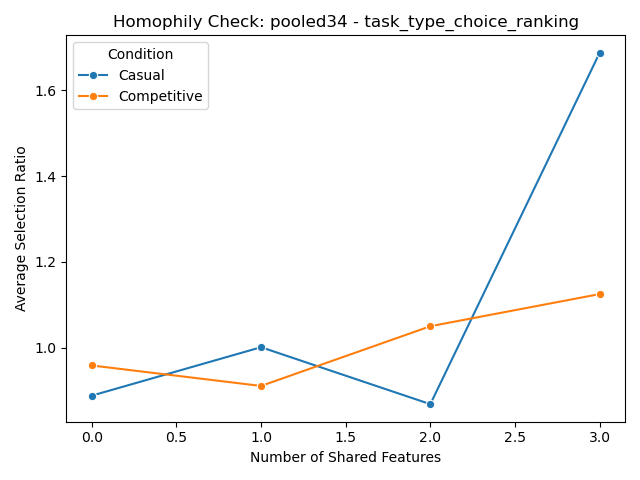 Homophily Check: pooled34 - task_type_choice_ranking
Condition
Casual
Competitive
Average Selection Ratio
1.6
1.4
1.2
1.0
0.0 0.5 1.0 1.5 2.0 2.5 3.0
Number of Shared Features